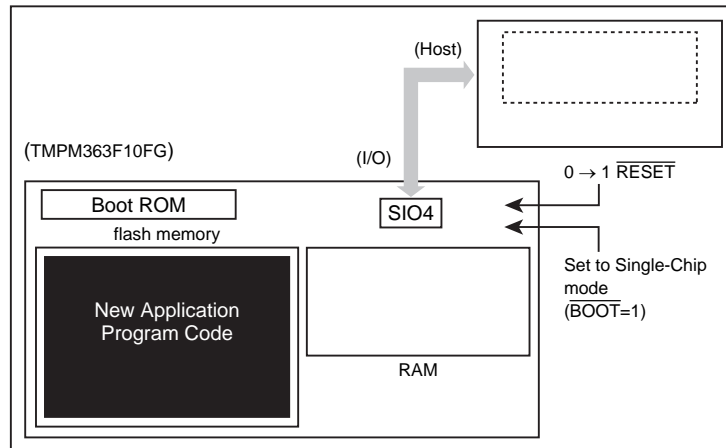 (Host)
(TMPM363F10FG)
(I/O)
0 → 1 RESET
Boot ROM
SIO4
flash memory
Set to Single-Chip
mode
(BOOT=1)
New Application
Program Code
RAM